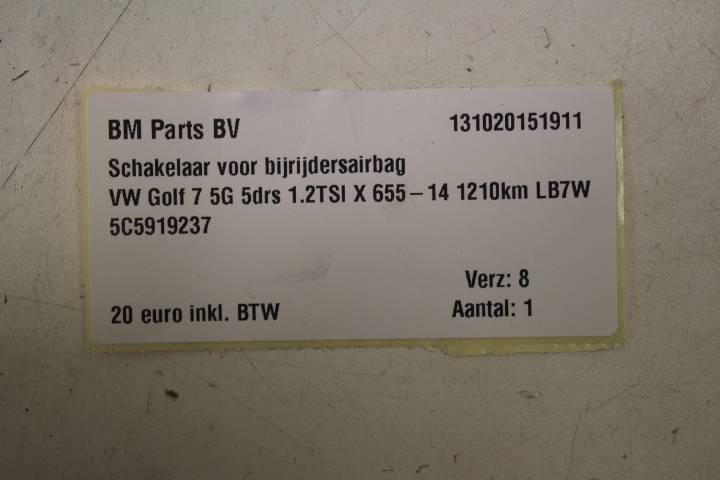 BM Parts BV 131020151911
Schakelaar voor bijrijdersairbag
VW Golf 7 5G 5drs 1.2TSI X 655-14 1210km LB7W
5C5919237
Verz: 8
20 euro inkl. BTW Aantal: 1